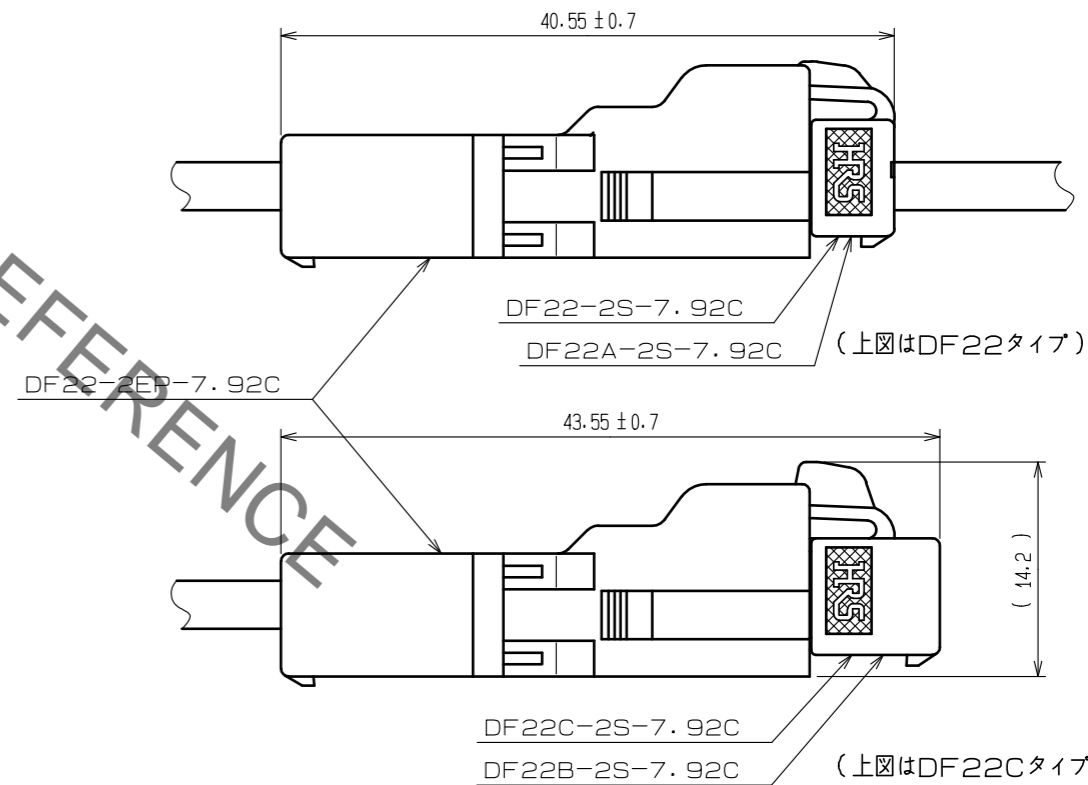 40.55 ±0.7
HRS
DF22-2S-7.92C
DF22A-2S-7.92C
(上図はDF22タイプ)
DF22-2EP-7.92C
EFERENCE
43.55 ±0.7
HRS
( 14.2 )
DF22C-2S-7.92C
DF22B-2S-7.92C
(上図はDF22Cタイプ